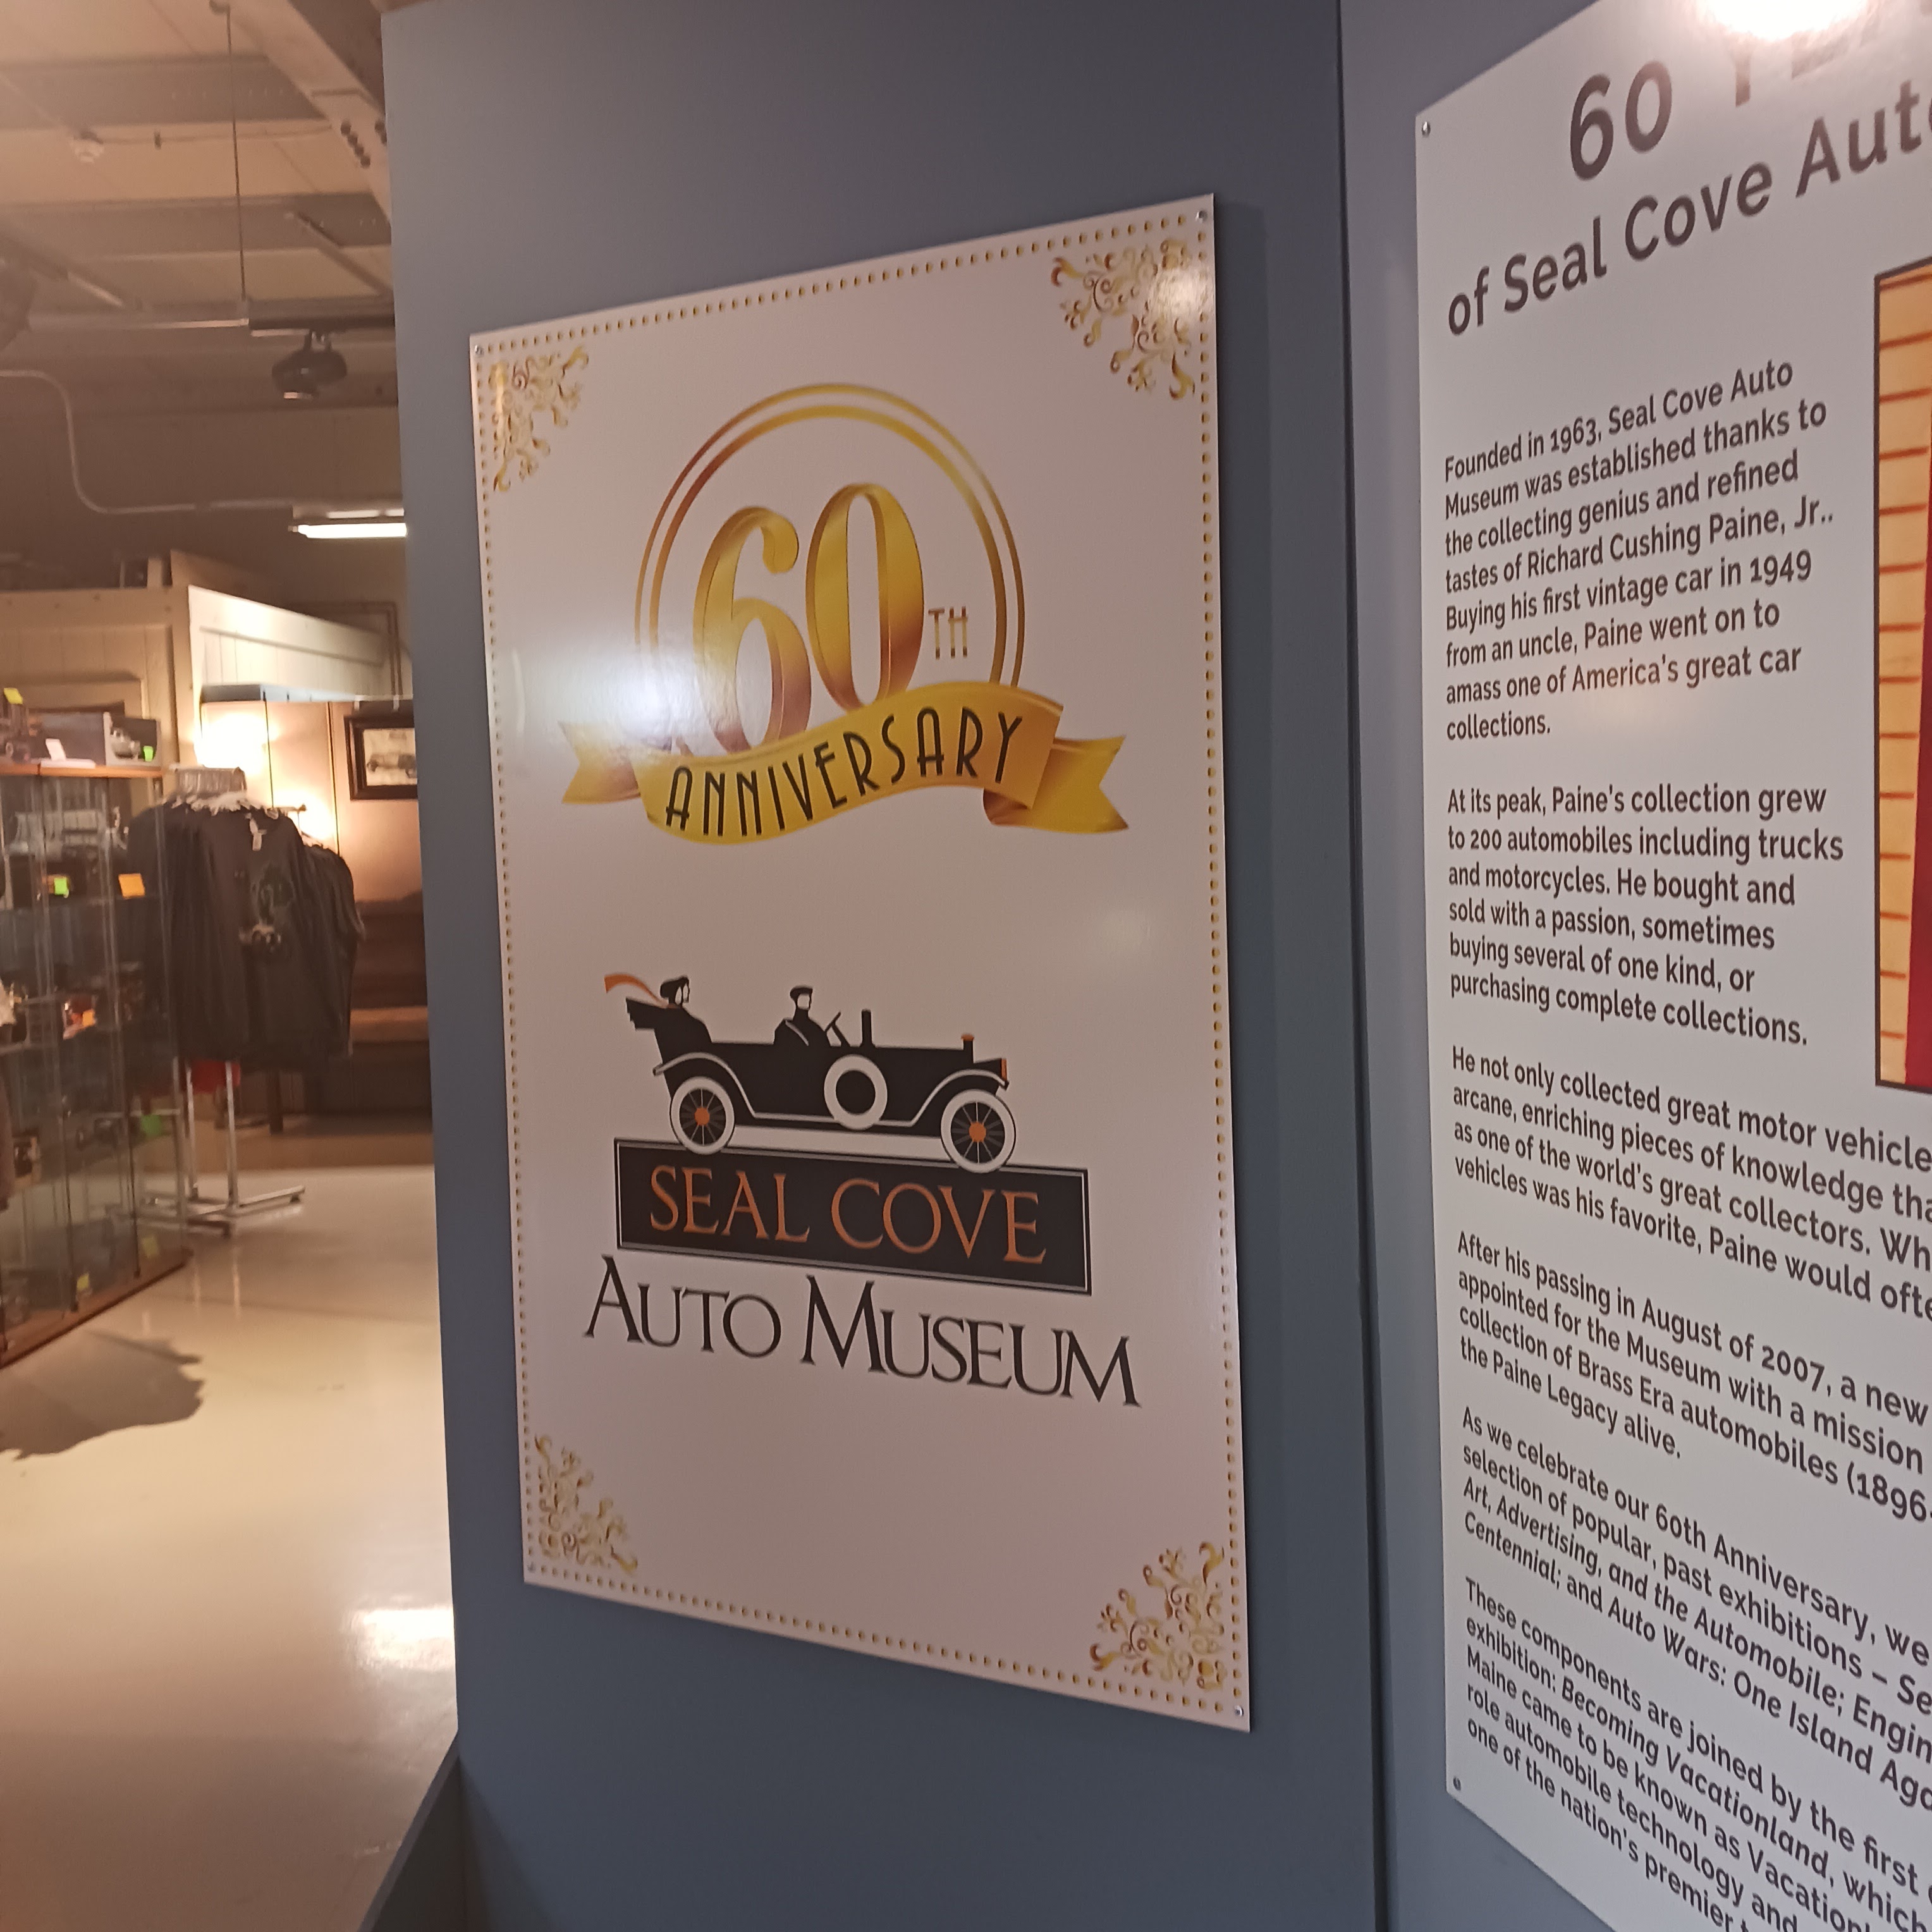 60TH
ANNIVERSARY
SEAL COVE
AUTO MUSEUM
60
of Seal Cove
Founded in 1963, Seal Cove Auto
Museum was established thanks to
the collecting genius and refined
tastes of Richard Cushing Paine, Jr..
Buying his first vintage car in 1949
from an uncle, Paine went on to
amass one of America's great car
collections.
At its peak, Paine's collection grew
to 200 automobiles including trucks
and motorcycles. He bought and
sold with a passion, sometimes
buying several of one kind, or
purchasing complete collections.
He not only collected great motor
arcane, enriching pieces of knowledge
as one of the world's great collectors.
vehicles was his favorite, Paine would
After his passing in August of 2007, a new
appointed for the Museum with a mission
collection of Brass Era automobiles (1896
the Paine Legacy alive.
As we celebrate our 60th Anniversary, we
selection of popular, past exhibitions –
Art, Advertising, and the Automobile;
Centennial; and Auto Wars: One Island
These components are joined by the first
exhibition: Becoming Vacationland, which
Maine came to be known as
role automobile technology and
one of the nation's premier